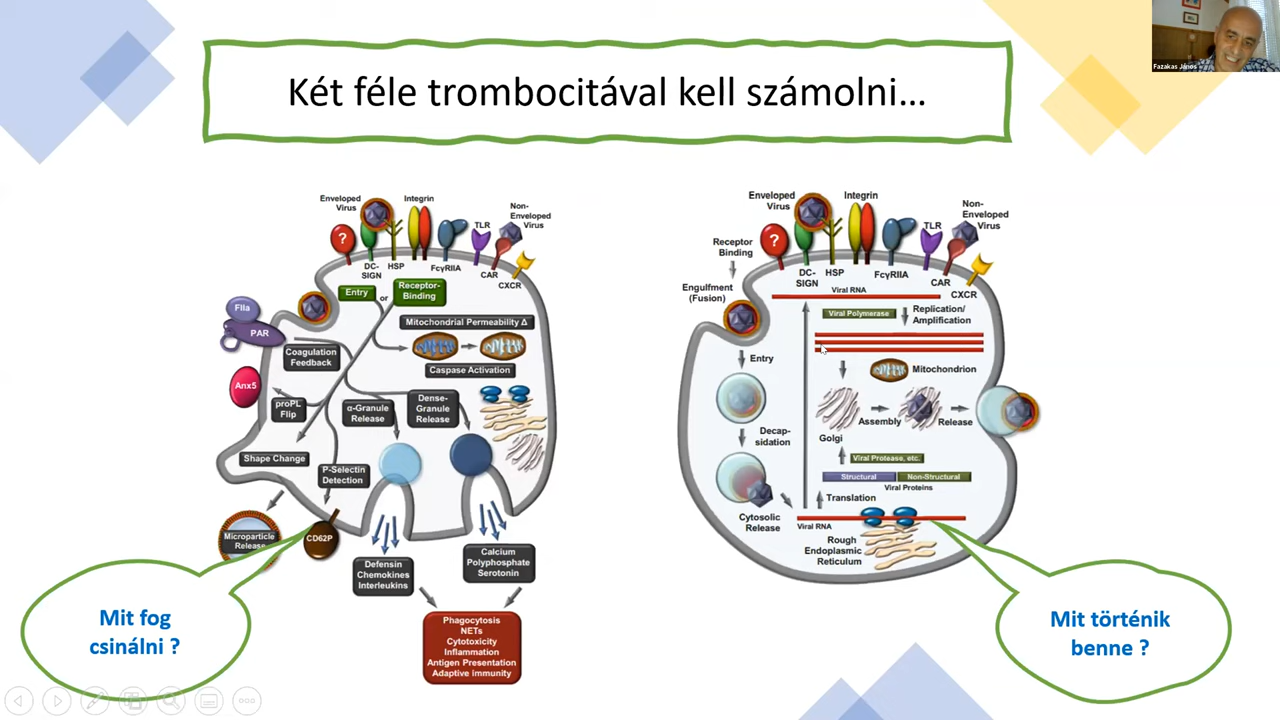 Fazakas János
Két féle trombocitával kell számolni...
Enveloped
Virus
Integrin
Non-
Enveloped
Virus
?
TLR
DC-
SIGN
HSP
FcγRIIA
CAR
CXCR
Entry
or
Receptor-
Binding
FIIa
PAR
Mitochondrial Permeability Δ
Coagulation
Feedback
Caspase Activation
Anx5
proPL
Flip
α-Granule
Release
Dense-
Granule
Release
Shape Change
P-Selectin
Detection
Microparticle
Release
CD62P
Defensin
Chemokines
Interleukins
Calcium
Polyphosphate
Serotonin
Phagocytosis
NETs
Cytotoxicity
Inflammation
Antigen Presentation
Adaptive immunity
Mit fog
csinálni ?
Enveloped
Virus
Integrin
Non-
Enveloped
Virus
Receptor
Binding
?
TLR
DC-
SIGN
HSP
FcγRIIA
CAR
CXCR
Engulfment
(Fusion)
Viral RNA
Viral Polymerase
Replication/
Amplification
Entry
Mitochondrion
Assembly
Release
Golgi
Decap-
sidation
Viral Protease, etc.
Structural
Non-Structural
Viral Proteins
Translation
Cytosolic
Release
Viral RNA
Rough
Endoplasmic
Reticulum
Mit történik
benne ?